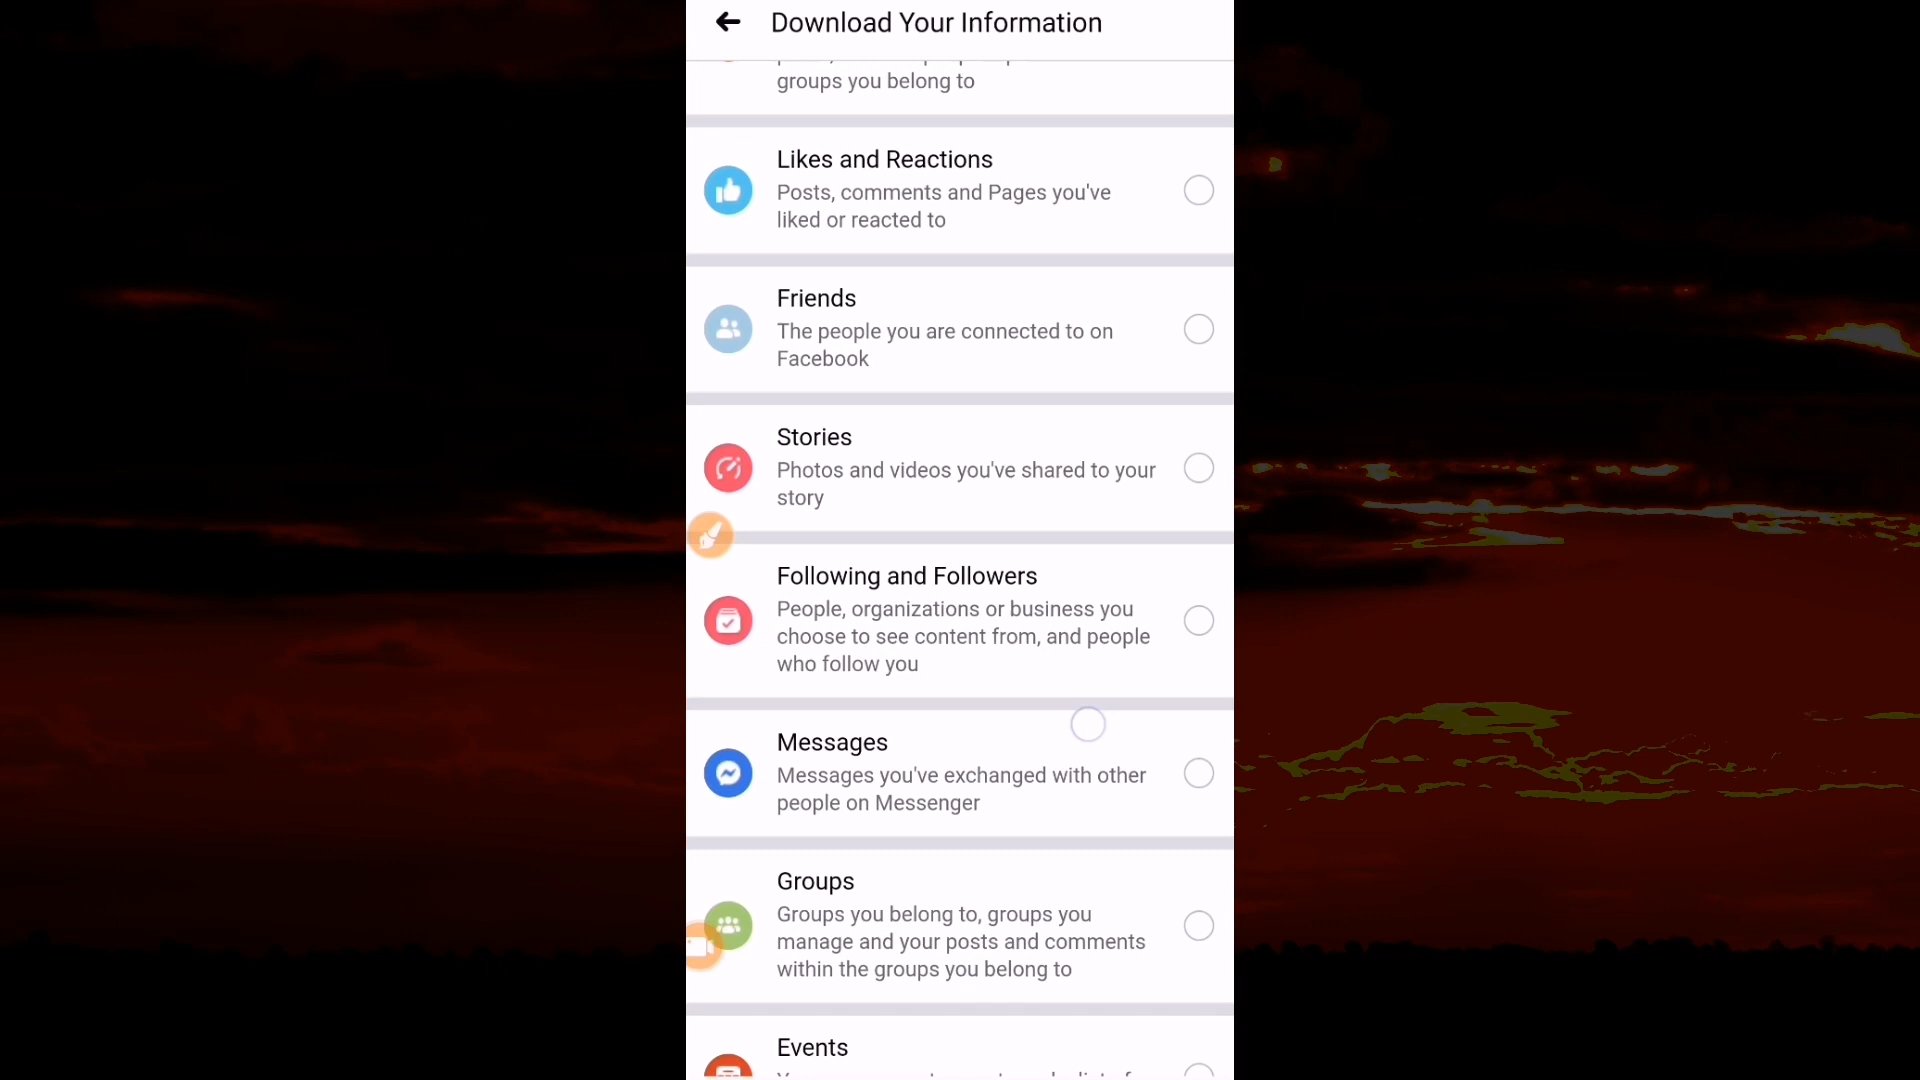 Download Your Information
groups you belong to
Likes and Reactions
Posts, comments and Pages you've
liked or reacted to
Friends
The people you are connected to on
Facebook
Stories
Photos and videos you've shared to your
story
Following and Followers
People, organizations or business you
choose to see content from, and people
who follow you
Messages
Messages you've exchanged with other
people on Messenger
Groups
Groups you belong to, groups you
manage and your posts and comments
within the groups you belong to
Events